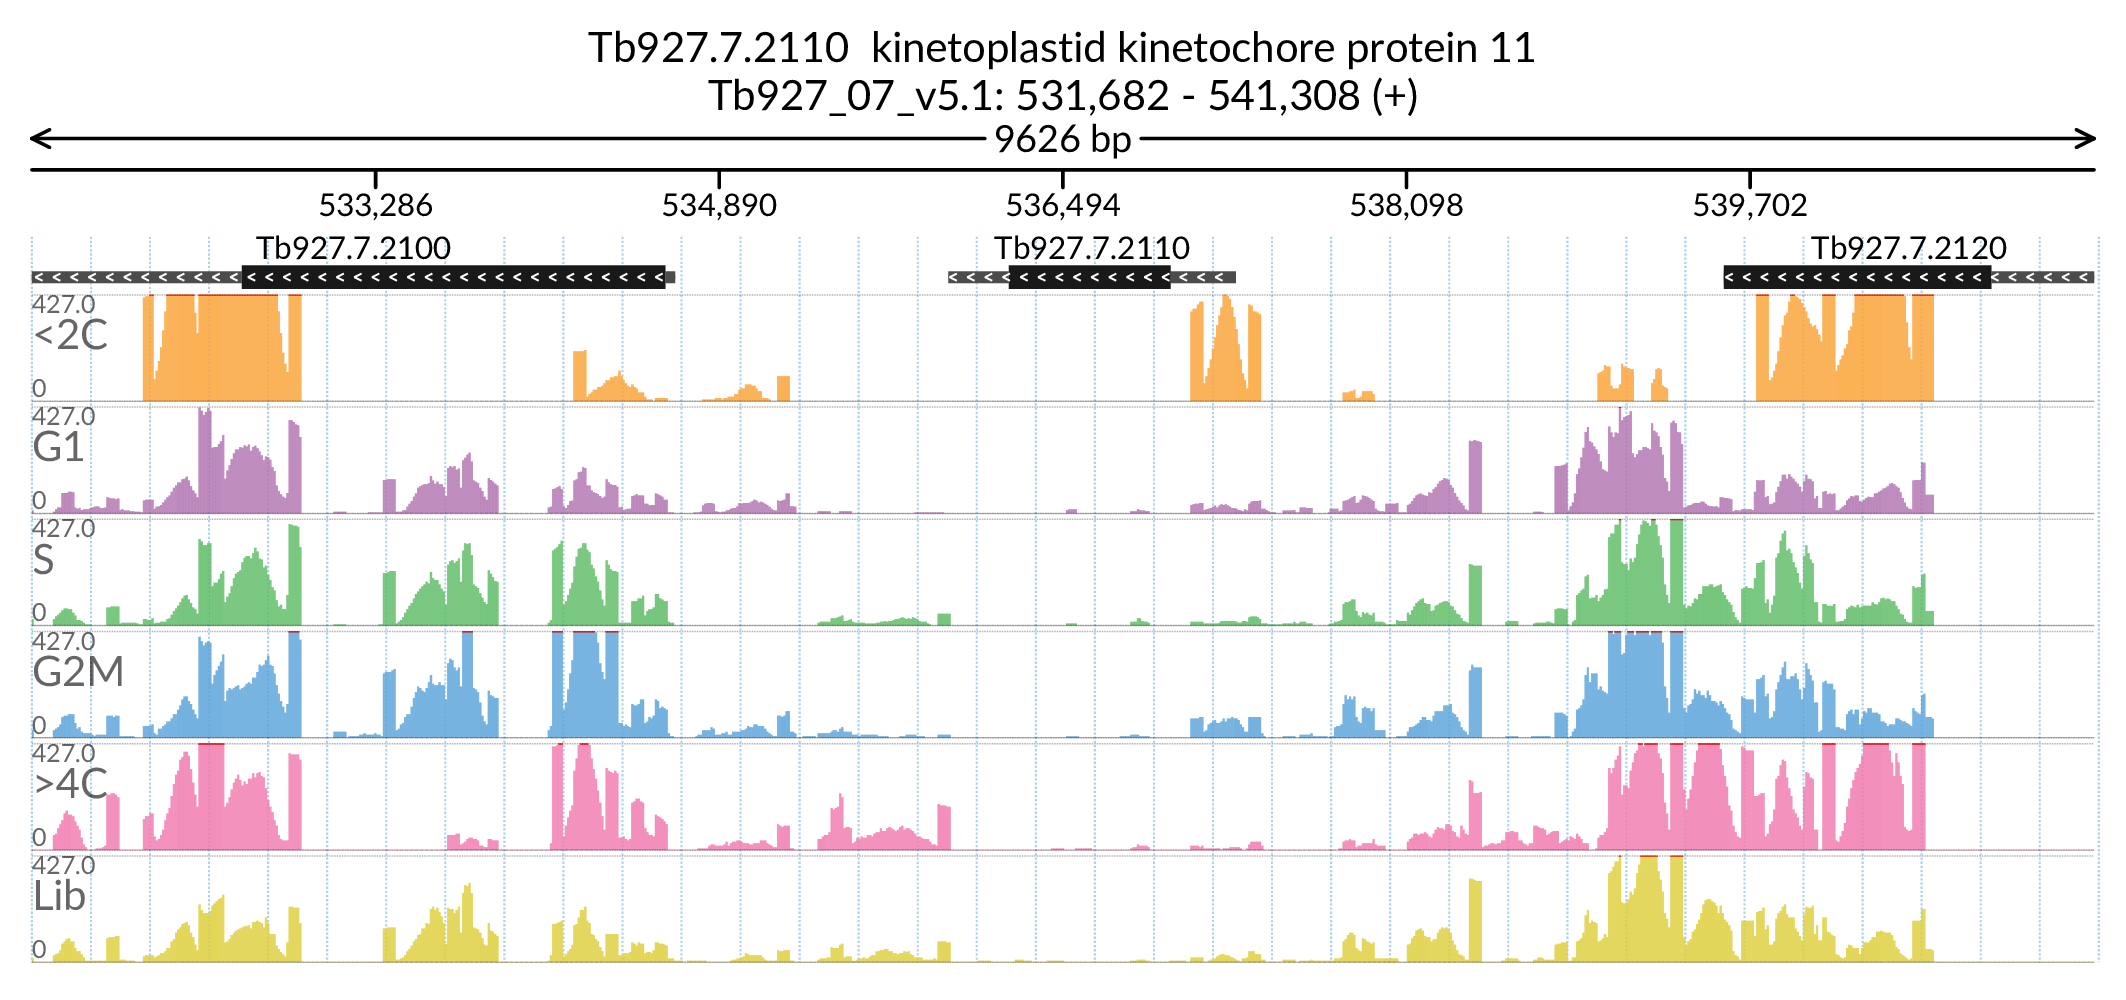 Tb927.7.2110  kinetoplastid kinetochore protein 11
Tb927_07_v5.1: 531,682 - 541,308 (+)
9626 bp
533,286 534,890 536,494 538,098 539,702
Tb927.7.2100 Tb927.7.2110 Tb927.7.2120
427.0
<2C
0
427.0
G1
0
427.0
S
0
427.0
G2M
0
427.0
>4C
0
427.0
Lib
0